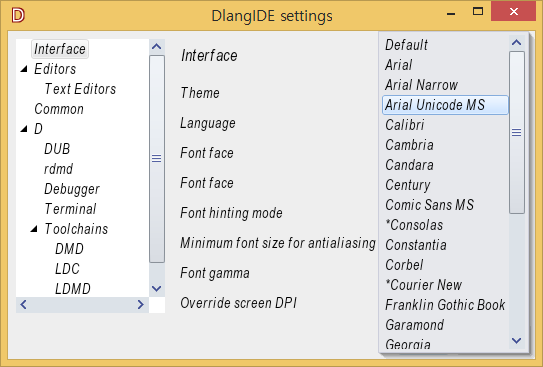 D DlangIDE settings
Interface
Editors
Text Editors
Common
D
DUB
rdmd
Debugger
Terminal
Toolchains
DMD
LDC
LDMD
Interface
Theme
Language
Font face
Font face
Font hinting mode
Minimum font size for antialiasing
Font gamma
Override screen DPI
Default
Arial
Arial Narrow
Arial Unicode MS
Calibri
Cambria
Candara
Century
Comic Sans MS
*Consolas
Constantia
Corbel
*Courier New
Franklin Gothic Book
Garamond
Georgia